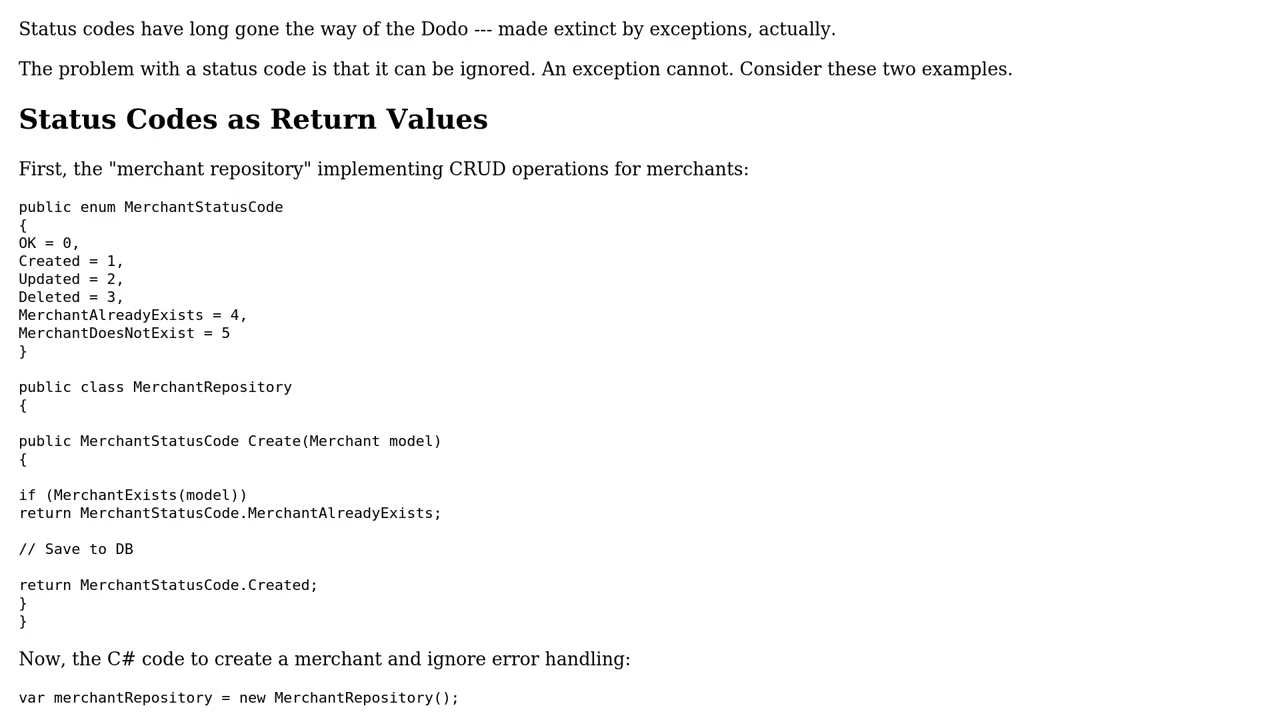 Status codes have long gone the way of the Dodo --- made extinct by exceptions, actually.
The problem with a status code is that it can be ignored. An exception cannot. Consider these two examples.
Status Codes as Return Values
First, the "merchant repository" implementing CRUD operations for merchants:
public enum MerchantStatusCode
{
OK = 0,
Created = 1,
Updated = 2,
Deleted = 3,
MerchantAlreadyExists = 4,
MerchantDoesNotExist = 5
}
public class MerchantRepository
{
public MerchantStatusCode Create(Merchant model)
{
if (MerchantExists(model))
return MerchantStatusCode.MerchantAlreadyExists;
// Save to DB
return MerchantStatusCode.Created;
}
}
Now, the C# code to create a merchant and ignore error handling:
var merchantRepository = new MerchantRepository();